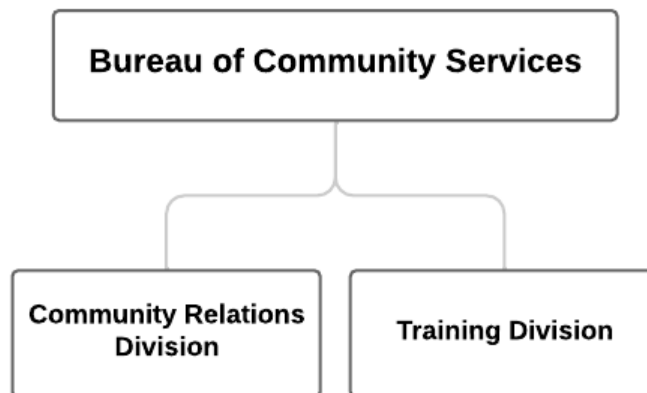 Bureau of Community Services
Community Relations
Division
Training Division